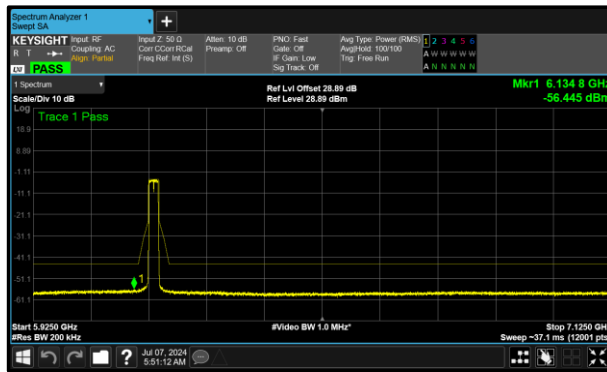 Spectrum Analyzer 1
Swept SA
+
KEYSIGHT Input: RF Input Z: 50 Ω Atten: 10 dB PNO: Fast Avg Type: Power (RMS) 1 2 3 4 5 6
R T Coupling: AC Corr CCorr RCal Preamp: Off Gate: Off Avg|Hold: 100/100 A W W W W W
Align: Partial Freq Ref: Int (S) IF Gain: Low Trig: Free Run
LXI PASS Sig Track: Off A N N N N N
1 Spectrum Ref Lvl Offset 28.89 dB Mkr1 6.134 8 GHz
Scale/Div 10 dB Ref Level 28.89 dBm -56.445 dBm
Log Trace 1 Pass
18.9
8.89
-1.11
-11.1
-21.1
-31.1
-41.1
-51.1
1
-61.1
Start 5.9250 GHz #Video BW 1.0 MHz* Stop 7.1250 GHz
#Res BW 200 kHz Sweep ~37.1 ms (12001 pts)
? Jul 07, 2024
5:51:12 AM